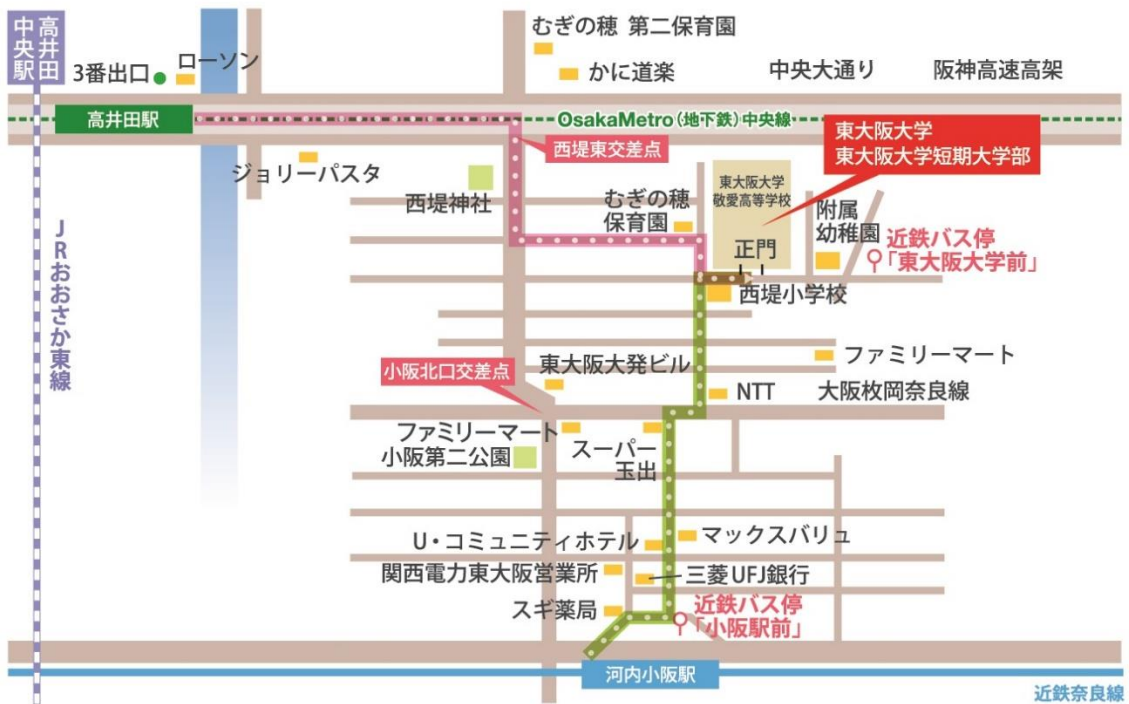 高井田
中央駅
3番出口
ローソン
むぎの穂 第二保育園
かに道楽
中央大通り
阪神高速高架
高井田駅
OsakaMetro(地下鉄)中央線
西堤東交差点
東大阪大学
東大阪大学短期大学部
ジョリーパスタ
西堤神社
むぎの穂
保育園
東大阪大学
敬愛高等学校
正門
附属
幼稚園
近鉄バス停
「東大阪大学前」
西堤小学校
JRおおさか東線
小阪北口交差点
東大阪大発ビル
ファミリーマート
NTT
大阪枚岡奈良線
ファミリーマート
小阪第二公園
スーパー
玉出
U・コミュニティホテル
マックスバリュ
関西電力東大阪営業所
三菱UFJ銀行
スギ薬局
近鉄バス停
「小阪駅前」
河内小阪駅
近鉄奈良線